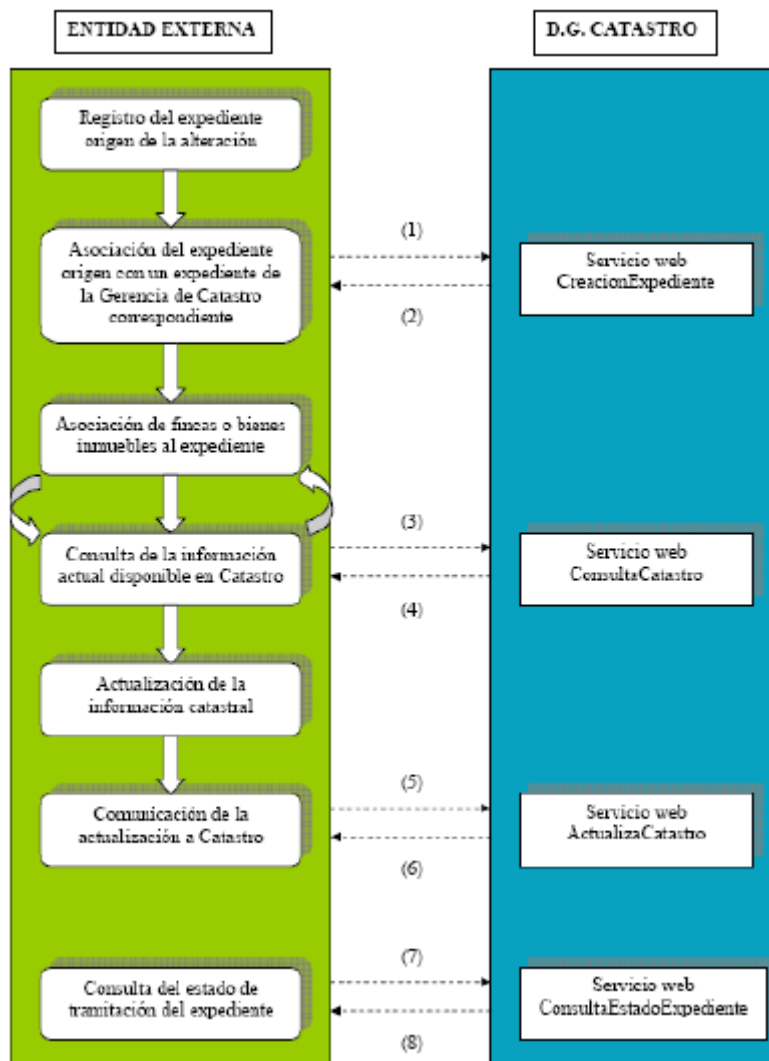 ENTIDAD EXTERNA
D.G. CATASTRO
Registro del expediente
origen de la alteración
Asociación del expediente
origen con un expediente de
la Gerencia de Catastro
correspondiente
(1)
(2)
Servicio web
CreacionExpediente
Asociación de fincas o bienes
inmuebles al expediente
Consulta de la información
actual disponible en Catastro
(3)
(4)
Servicio web
ConsultaCatastro
Actualización de la
información catastral
Comunicación de la
actualización a Catastro
(5)
(6)
Servicio web
ActualizaCatastro
Consulta del estado de
tramitación del expediente
(7)
(8)
Servicio web
ConsultaEstadoExpediente